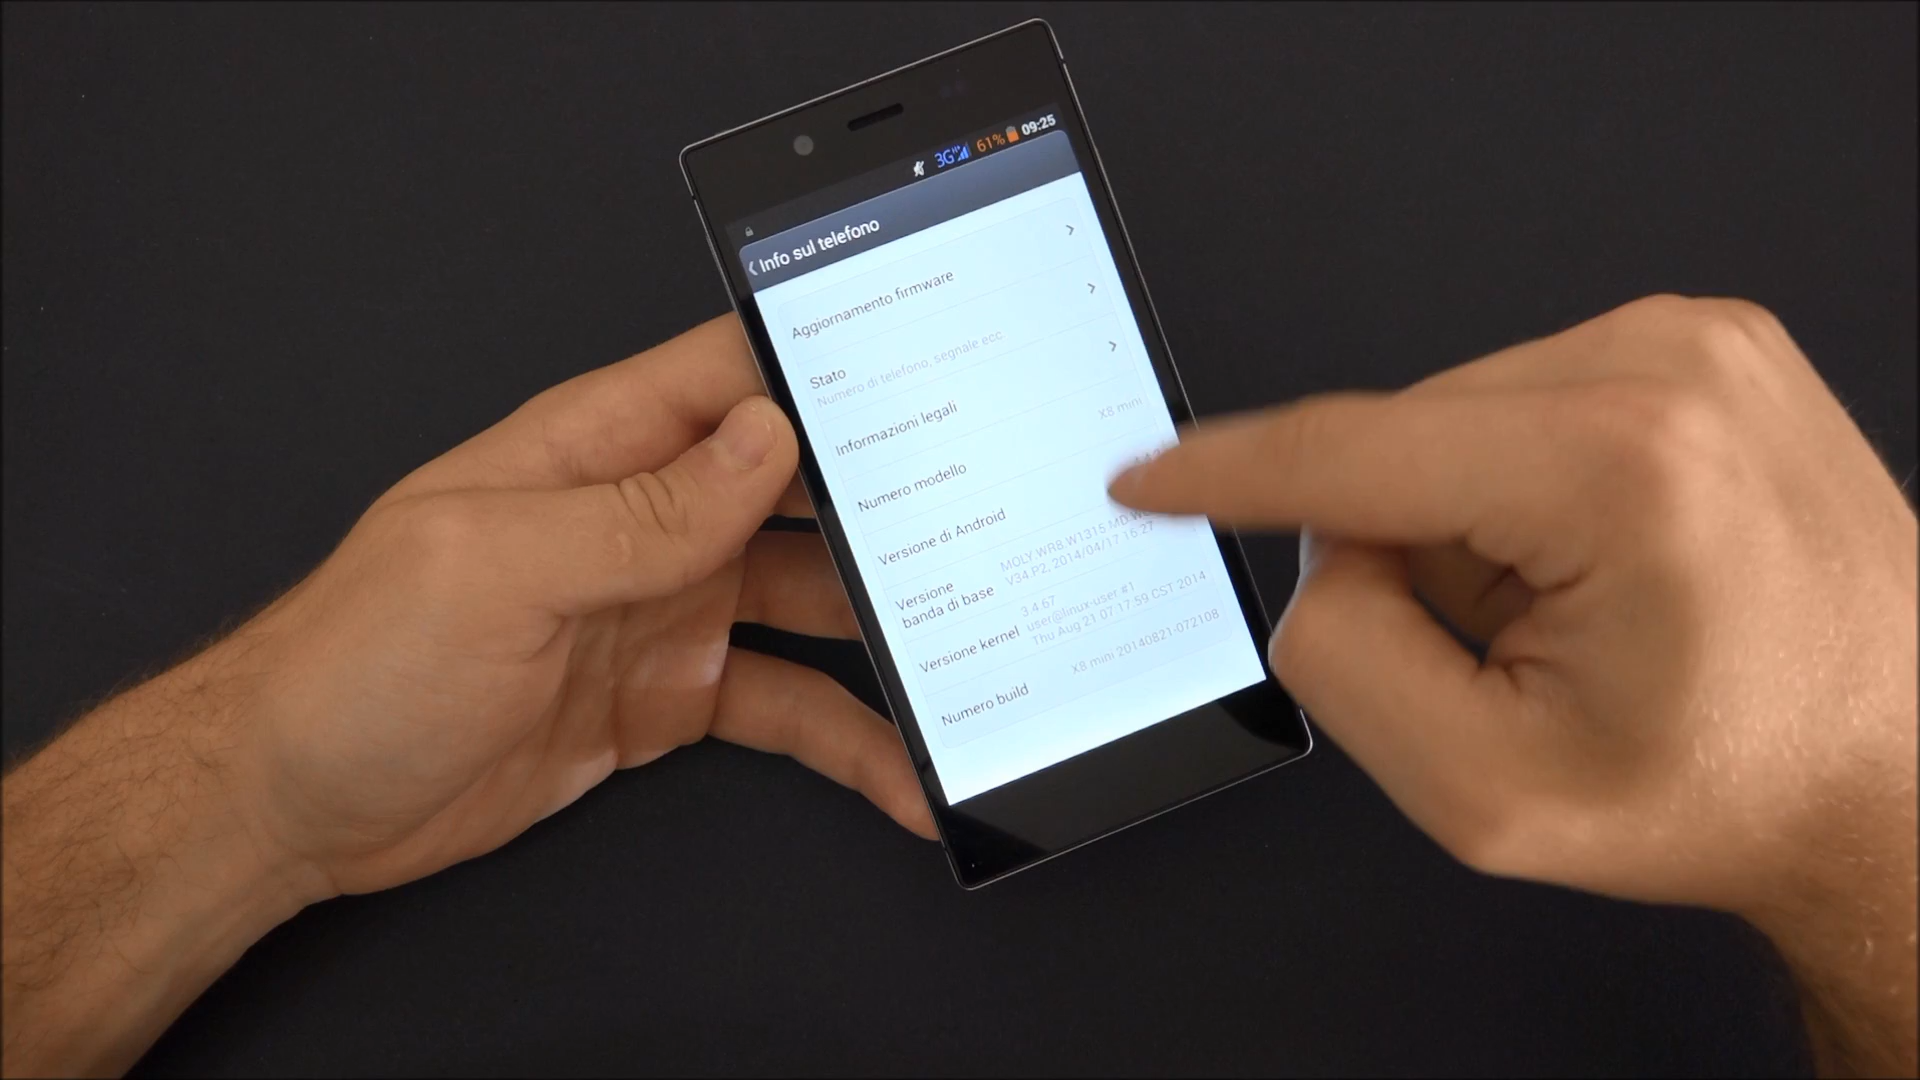 3G 61% 09:25
Info sul telefono
Aggiornamento firmware
Stato
Numero di telefono, segnale ecc.
Informazioni legali
Numero modello X8 mini
Versione di Android
Versione
banda di base
MOLY.WR8.W1315.MD.
V34.P2, 2014/04/17 16:27
Versione kernel
3.4.67
user@linux-user #1
Thu Aug 21 07:17:59 CST 2014
Numero build X8 mini 20140821-072108